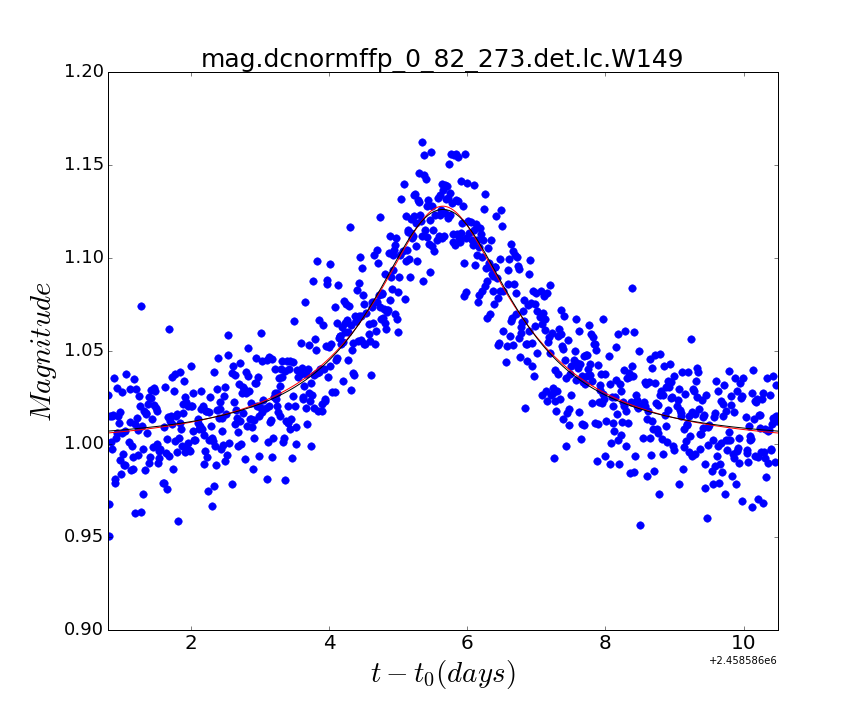 mag.dcnormffp_0_82_273.det.lc.W149
1.20
1.15
1.10
1.05
1.00
0.95
0.90
Magnitude
2 4 6 8 10
+2.458586e6
t − t₀(days)